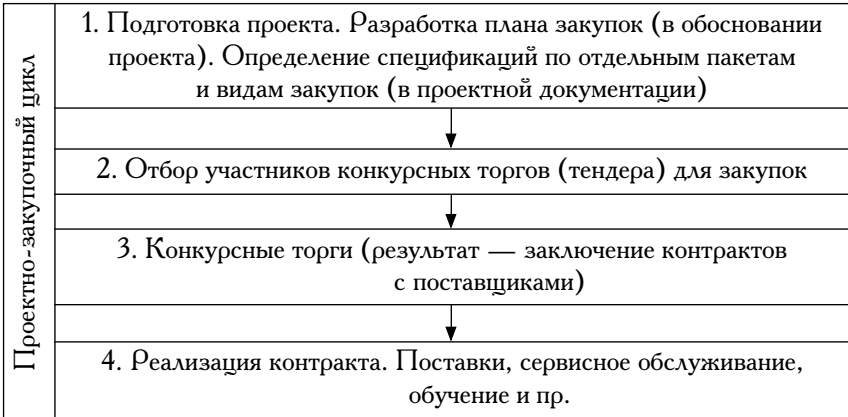 Проектно-закупочный цикл
1. Подготовка проекта. Разработка плана закупок (в обосновании
проекта). Определение спецификаций по отдельным пакетам
и видам закупок (в проектной документации)
2. Отбор участников конкурсных торгов (тендера) для закупок
3. Конкурсные торги (результат — заключение контрактов
с поставщиками)
4. Реализация контракта. Поставки, сервисное обслуживание,
обучение и пр.